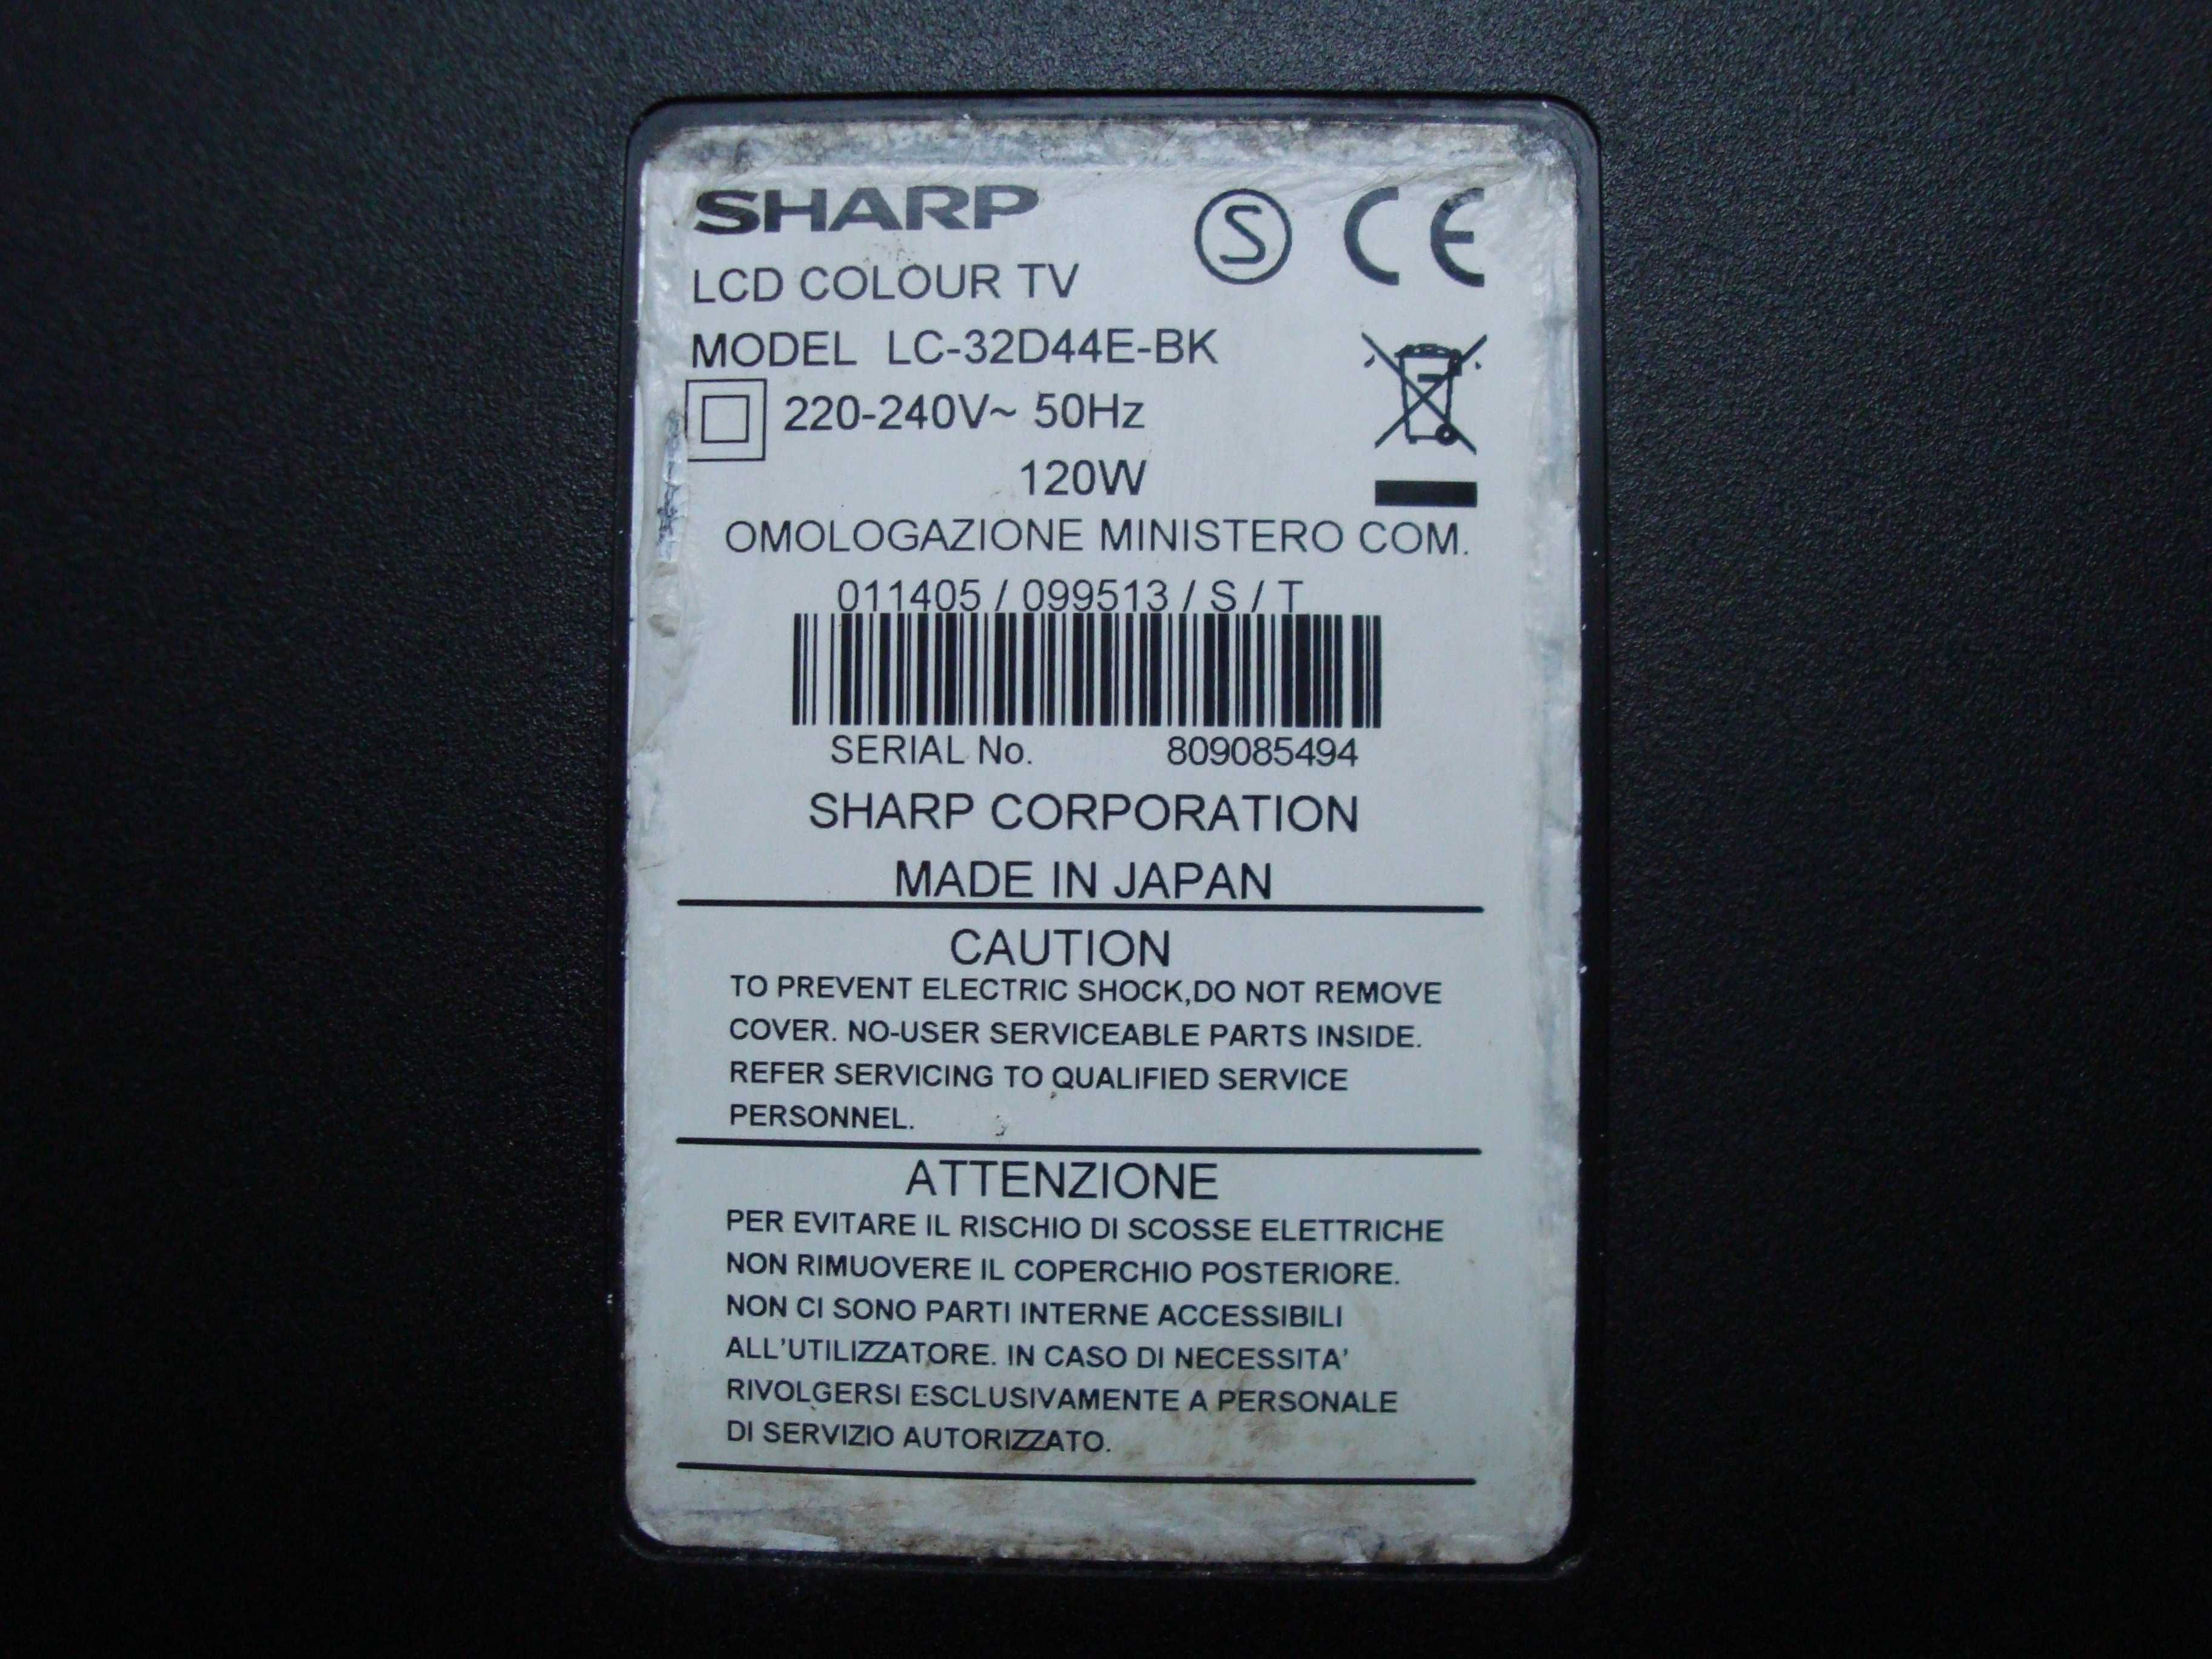 SHARP
LCD COLOUR TV
MODEL LC-32D44E-BK
220-240V~ 50Hz
120W
OMOLOGAZIONE MINISTERO COM.
011405 / 099513 / S / T
SERIAL No. 809085494
SHARP CORPORATION
MADE IN JAPAN
CAUTION
TO PREVENT ELECTRIC SHOCK,DO NOT REMOVE
COVER. NO-USER SERVICEABLE PARTS INSIDE.
REFER SERVICING TO QUALIFIED SERVICE
PERSONNEL.
ATTENZIONE
PER EVITARE IL RISCHIO DI SCOSSE ELETTRICHE
NON RIMUOVERE IL COPERCHIO POSTERIORE.
NON CI SONO PARTI INTERNE ACCESSIBILI
ALL'UTILIZZATORE. IN CASO DI NECESSITA'
RIVOLGERSI ESCLUSIVAMENTE A PERSONALE
DI SERVIZIO AUTORIZZATO.
S
CE